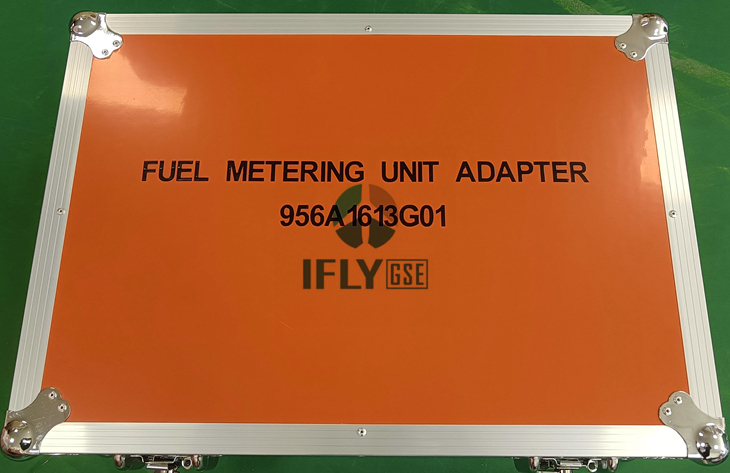 FUEL METERING UNIT ADAPTER
956A1613G01
IFLY GSE